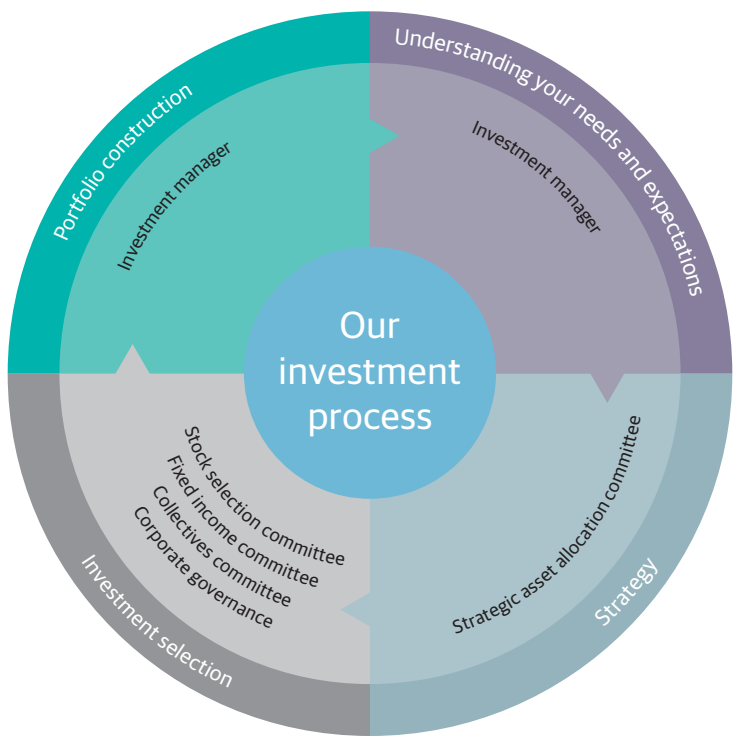 Our
investment
process
Understanding your needs and expectations
Investment manager
Strategy
Strategic asset allocation committee
Investment selection
Stock selection committee
Fixed income committee
Collectives committee
Corporate governance
Portfolio construction
Investment manager